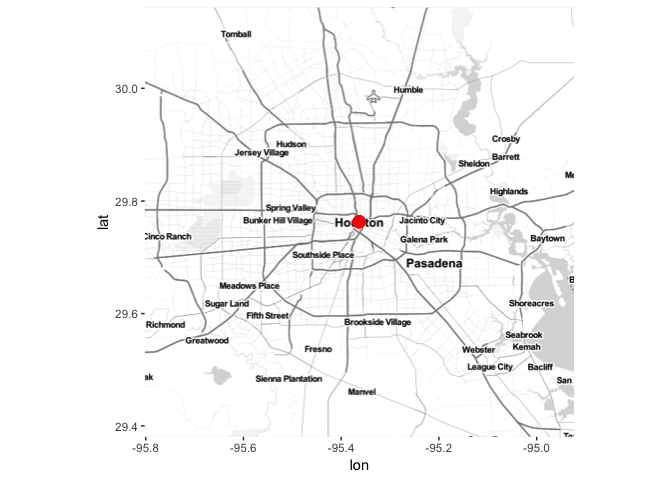 Tomball
30.0
Humble
Crosby
Hudson
Jersey Village
Barrett
Sheldon
Highlands
29.8
Spring Valley
Bunker Hill Village
Houston
Jacinto City
Cinco Ranch
Galena Park
Baytown
lat
Southside Place
Pasadena
Meadows Place
Sugar Land
Shoreacres
29.6
Fifth Street
Brookside Village
Richmond
Seabrook
Greatwood
Fresno
Webster
Kemah
League City
Bacliff
Sienna Plantation
San
Manvel
29.4
-95.8
-95.6
-95.4
-95.2
-95.0
lon